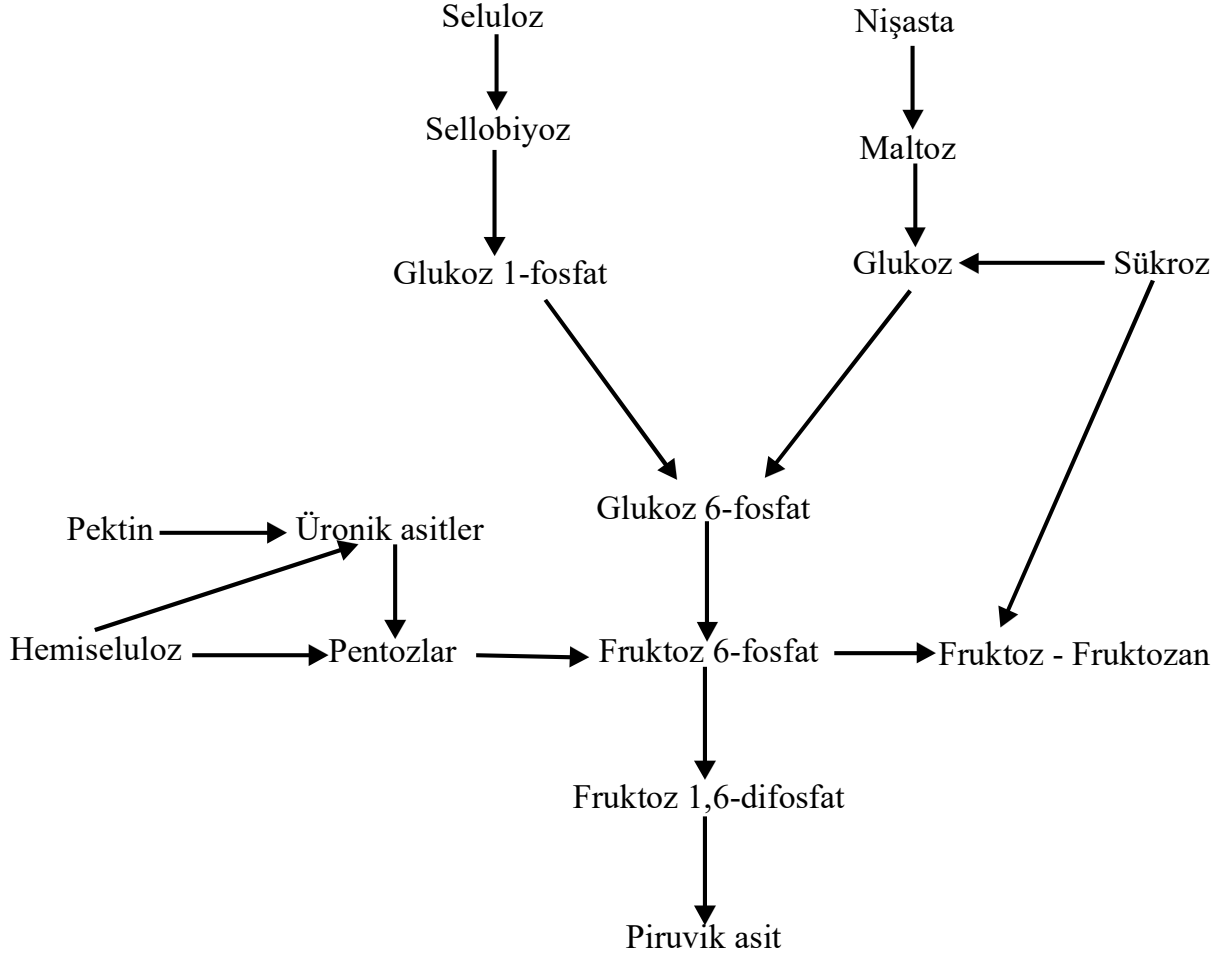 Seluloz
Nişasta
Sellobiyoz
Maltoz
Glukoz 1-fosfat
Glukoz
Sükroz
Glukoz 6-fosfat
Pektin
Üronik asitler
Hemiseluloz
Pentozlar
Fruktoz 6-fosfat
Fruktoz - Fruktozan
Fruktoz 1,6-difosfat
Piruvik asit